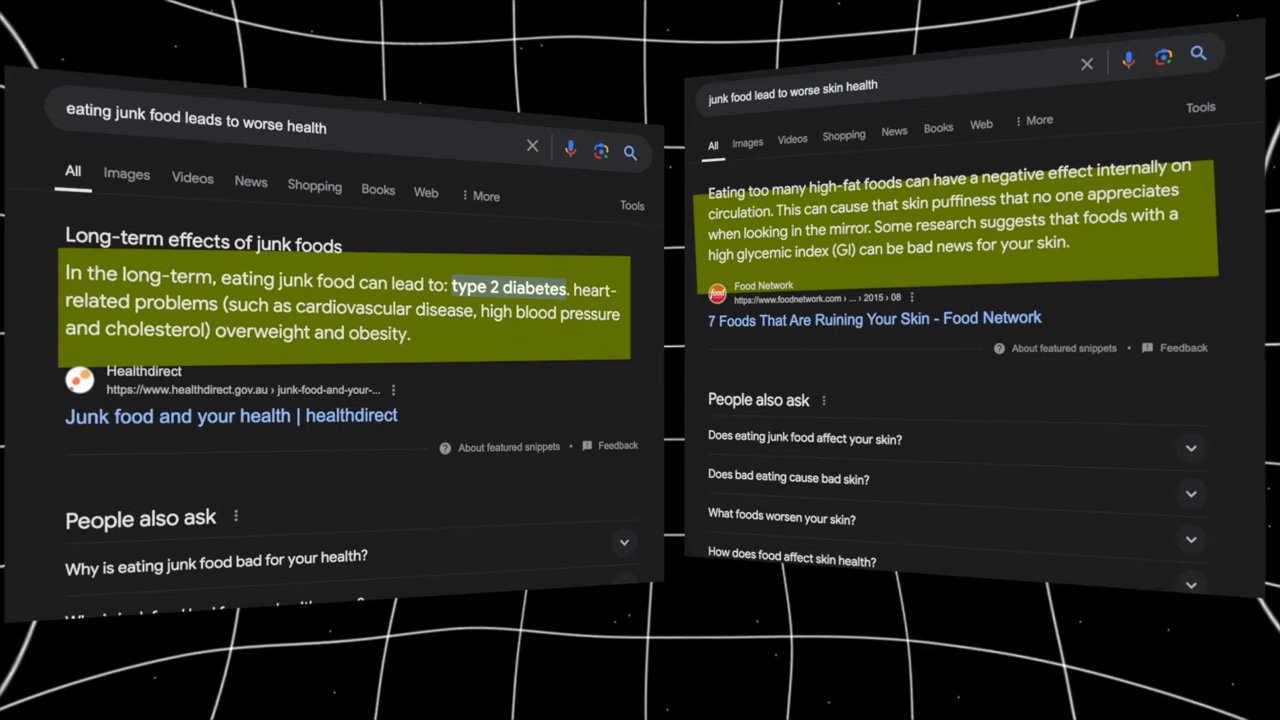 eating junk food leads to worse health
All Images Videos News Shopping Books Web More
Tools
Long-term effects of junk foods
In the long-term, eating junk food can lead to: type 2 diabetes. heart-
related problems (such as cardiovascular disease, high blood pressure
and cholesterol) overweight and obesity.
Healthdirect
https://www.healthdirect.gov.au › junk-food-and-your-...
Junk food and your health | healthdirect
About featured snippets • Feedback
People also ask
Why is eating junk food bad for your health?
junk food lead to worse skin health
All Images Videos Shopping News Books Web More
Tools
Eating too many high-fat foods can have a negative effect internally on
circulation. This can cause that skin puffiness that no one appreciates
when looking in the mirror. Some research suggests that foods with a
high glycemic index (GI) can be bad news for your skin.
food
Food Network
https://www.foodnetwork.com › ... › 2015 › 08
7 Foods That Are Ruining Your Skin - Food Network
About featured snippets • Feedback
People also ask
Does eating junk food affect your skin?
Does bad eating cause bad skin?
What foods worsen your skin?
How does food affect skin health?